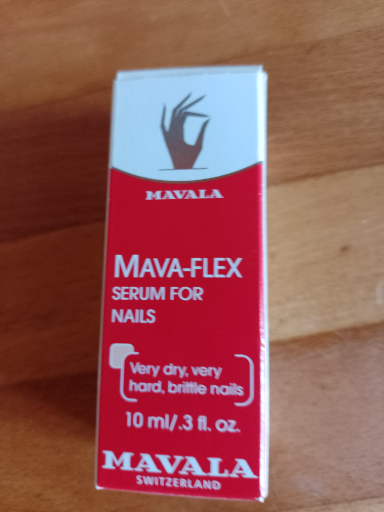 MAVALA
MAVA-FLEX
SERUM FOR
NAILS
Very dry, very
hard, brittle nails
10 ml/.3 fl. oz.
MAVALA
SWITZERLAND